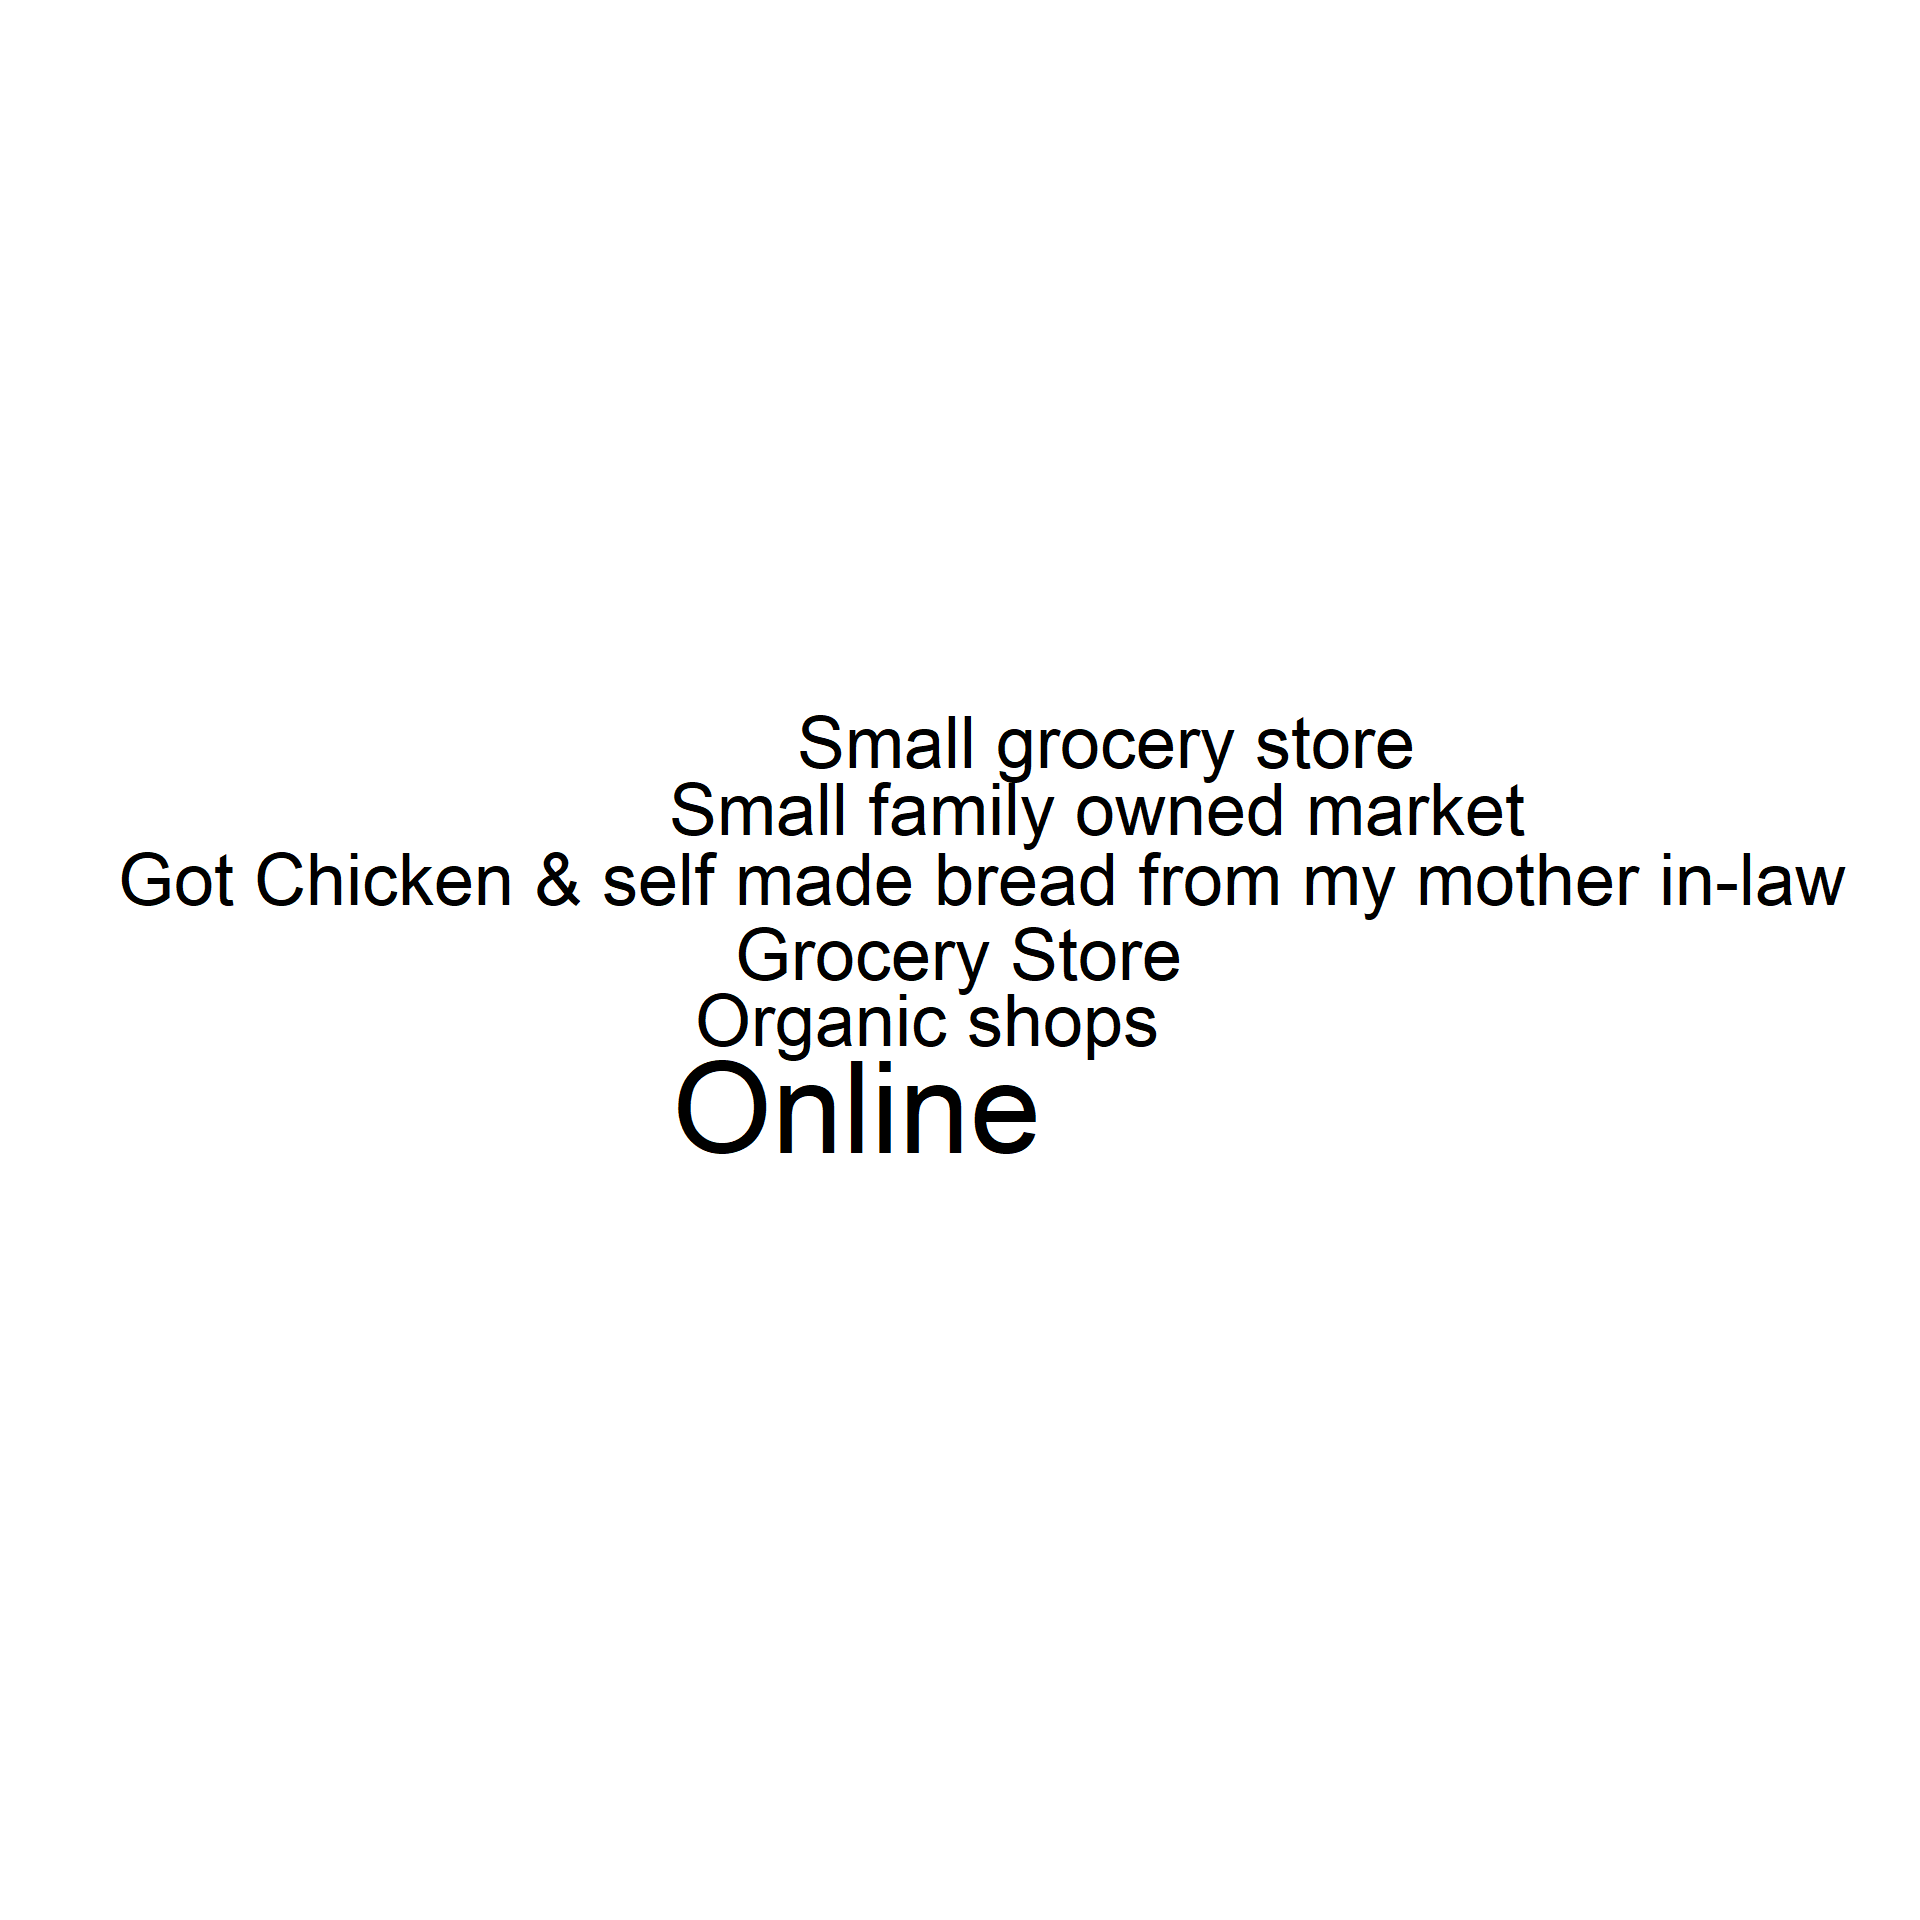 Small grocery store
Small family owned market
Got Chicken & self made bread from my mother in-law
Grocery Store
Organic shops
Online